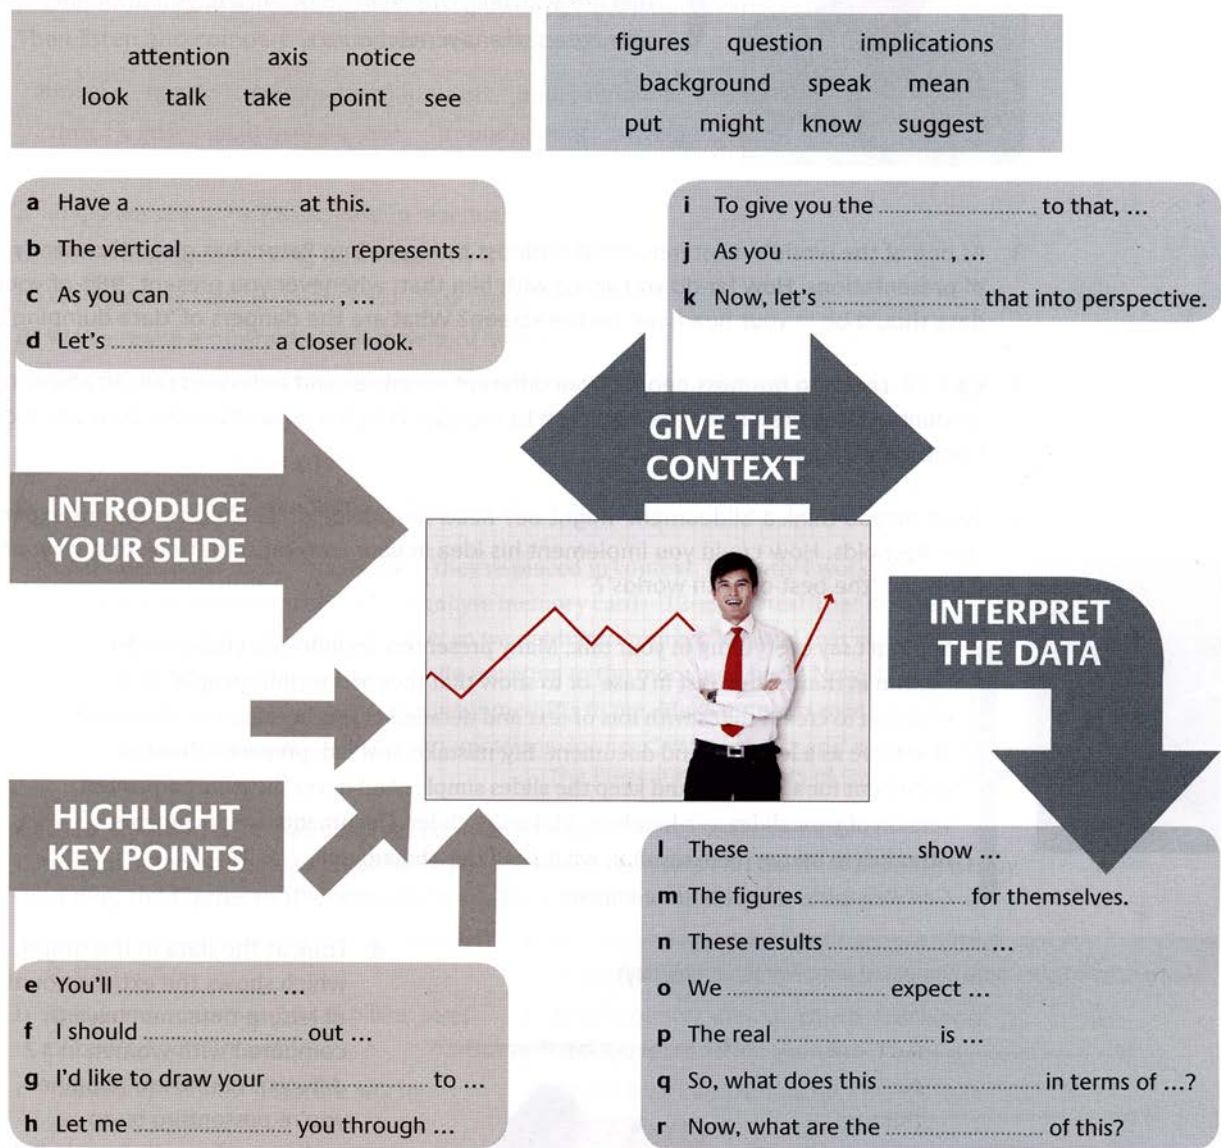 attention axis notice
look talk take point see
figures question implications
background speak mean
put might know suggest
a Have a ........................ at this.
b The vertical ........................ represents …
c As you can ........................ , …
d Let's ........................ a closer look.
i To give you the ........................ to that, …
j As you ........................ , …
k Now, let's ........................ that into perspective.
GIVE THE
CONTEXT
INTRODUCE
YOUR SLIDE
INTERPRET
THE DATA
HIGHLIGHT
KEY POINTS
e You'll ........................ …
f I should ........................ out …
g I'd like to draw your ........................ to …
h Let me ........................ you through …
l These ........................ show …
m The figures ........................ for themselves.
n These results ........................ …
o We ........................ expect …
p The real ........................ is …
q So, what does this ........................ in terms of …?
r Now, what are the ........................ of this?